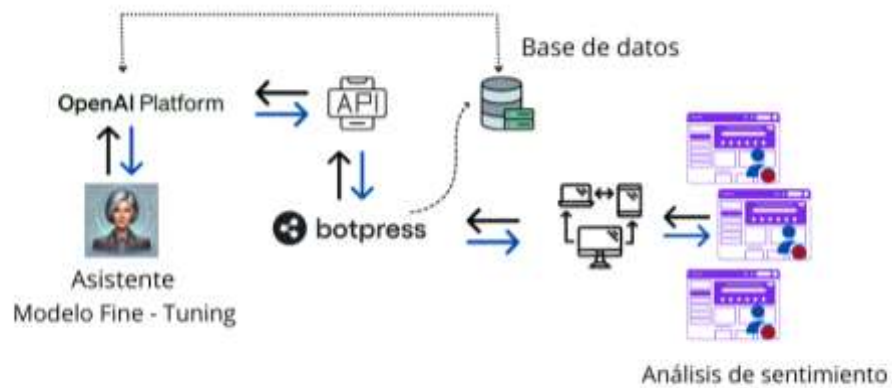 Base de datos
OpenAI Platform
API
botpress
Asistente
Modelo Fine - Tuning
Análisis de sentimiento